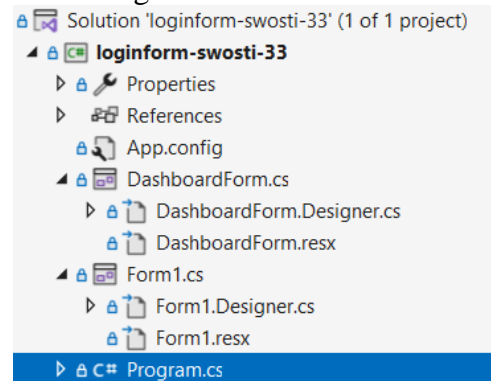 Solution 'loginform-swosti-33' (1 of 1 project)
C# loginform-swosti-33
Properties
References
App.config
DashboardForm.cs
DashboardForm.Designer.cs
DashboardForm.resx
Form1.cs
Form1.Designer.cs
Form1.resx
C# Program.cs